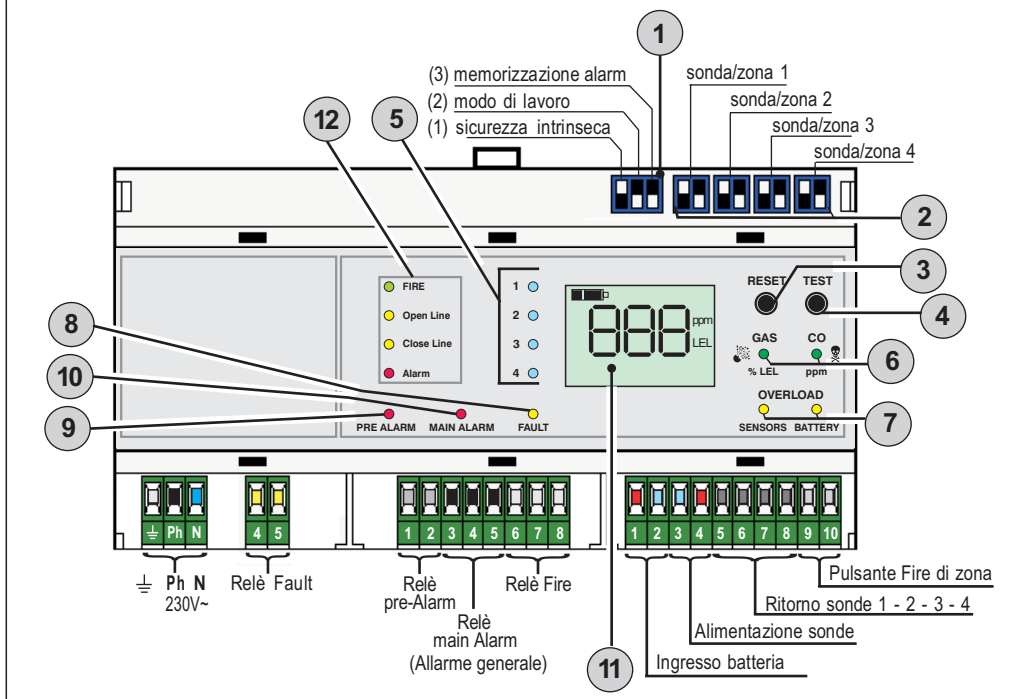 1
(3) memorizzazione alarm
sonda/zona 1
(2) modo di lavoro
sonda/zona 2
(1) sicurezza intrinseca
sonda/zona 3
sonda/zona 4
12
5
2
3
4
6
7
8
10
9
11
FIRE
Open Line
Close Line
Alarm
1
2
3
4
888
ppm
LEL
RESET
TEST
GAS
CO
% LEL
ppm
OVERLOAD
SENSORS
BATTERY
PRE ALARM
MAIN ALARM
FAULT
Ph N
4 5
1 2 3 4 5 6 7 8
1 2 3 4 5 6 7 8 9 10
Ph N
230V~
Relè Fault
Relè
pre-Alarm
Relè
main Alarm
(Allarme generale)
Relè Fire
Pulsante Fire di zona
Ritorno sonde 1 - 2 - 3 - 4
Alimentazione sonde
Ingresso batteria